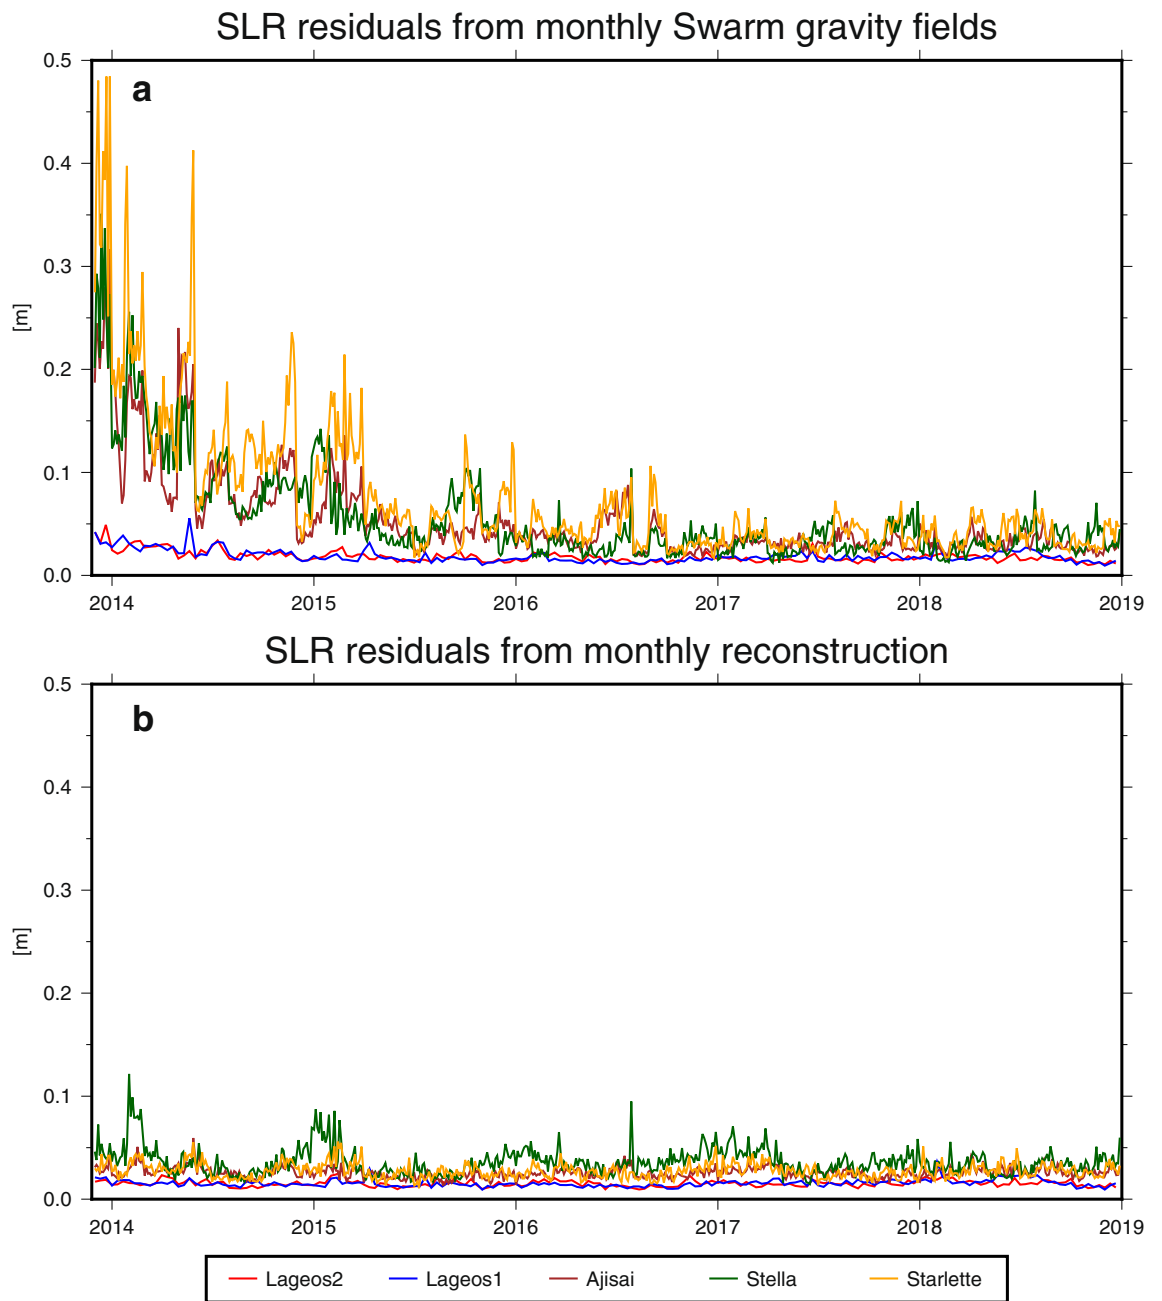 SLR residuals from monthly Swarm gravity fields
a
0.5
0.4
0.3
0.2
0.1
0.0
[m]
2014 2015 2016 2017 2018 2019
SLR residuals from monthly reconstruction
b
0.5
0.4
0.3
0.2
0.1
0.0
[m]
2014 2015 2016 2017 2018 2019
Lageos2 Lageos1 Ajisai Stella Starlette